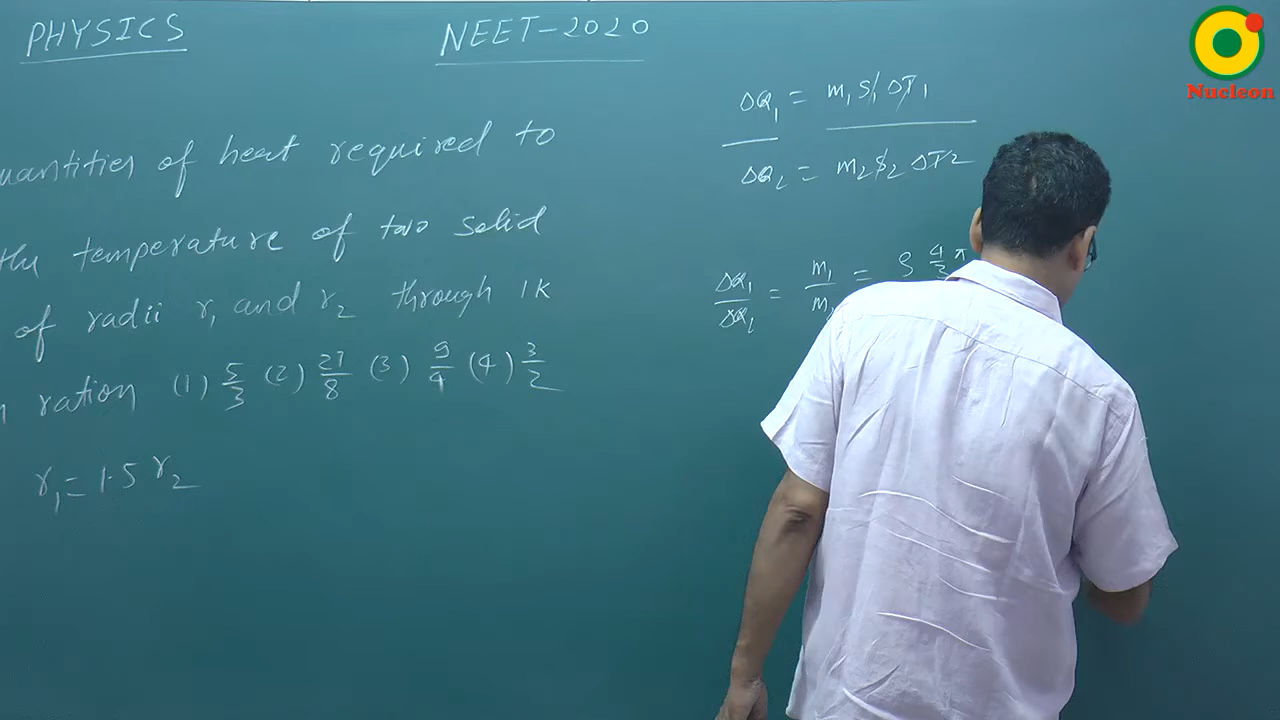 PHYSICS
NEET-2020
Nucleon
uantities of heat required to
the temperature of two solid
of radii r₁ and r₂ through 1K
n ration (1) 5/3 (2) 27/8 (3) 9/4 (4) 3/2
r₁ = 1.5 r₂
ΔQ₁ = m₁ s₁ ΔT₁
ΔQ₂ = m₂ s₂ ΔT₂
ΔQ₁/ΔQ₂ = m₁/m = ρ 4/3 π